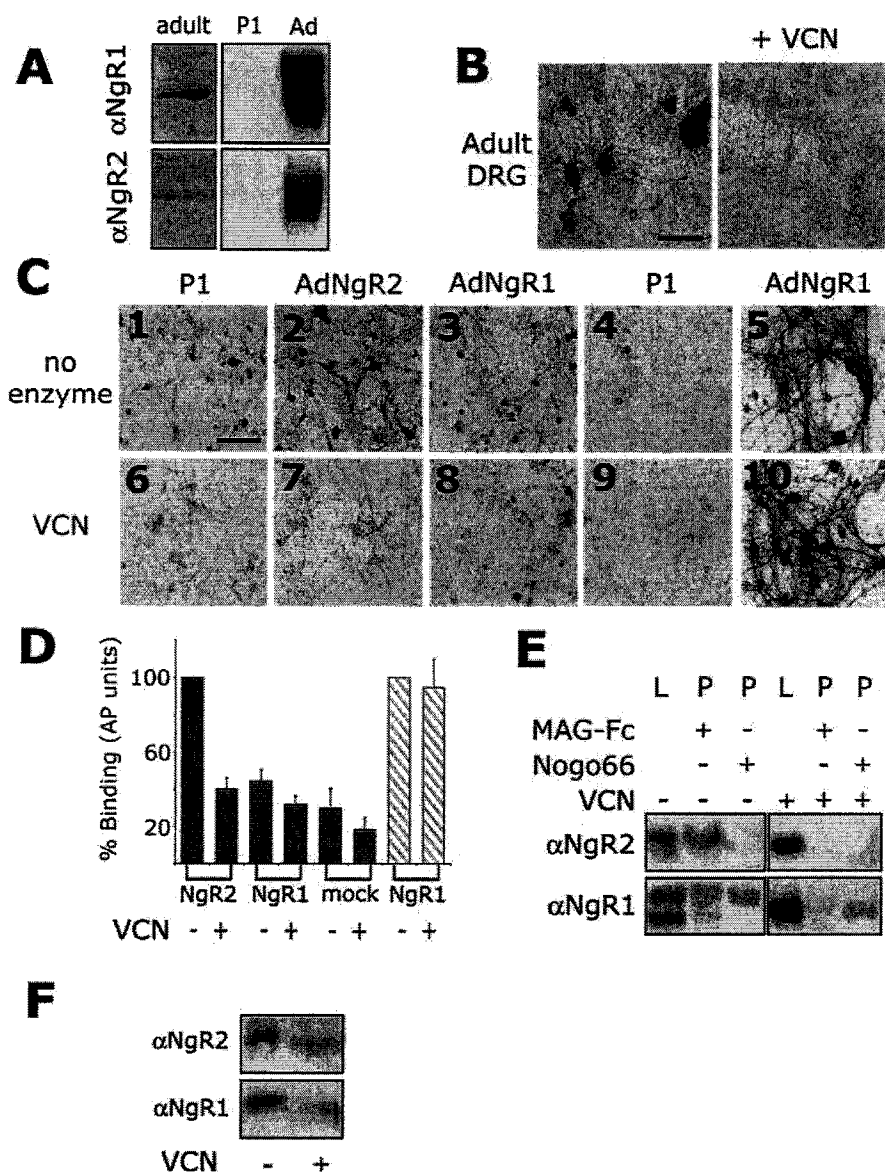 A
adult P1 Ad
αNgR1
αNgR2
B
+ VCN
Adult
DRG
C
P1 AdNgR2 AdNgR1 P1 AdNgR1
no
enzyme
1 2 3 4 5
VCN
6 7 8 9 10
D
% Binding (AP units)
100
60
20
NgR2 NgR1 mock NgR1
VCN - + - + - + - +
E
L P P L P P
MAG-Fc + - + -
Nogo66 - + - +
VCN - - - + + +
αNgR2
αNgR1
F
αNgR2
αNgR1
VCN - +